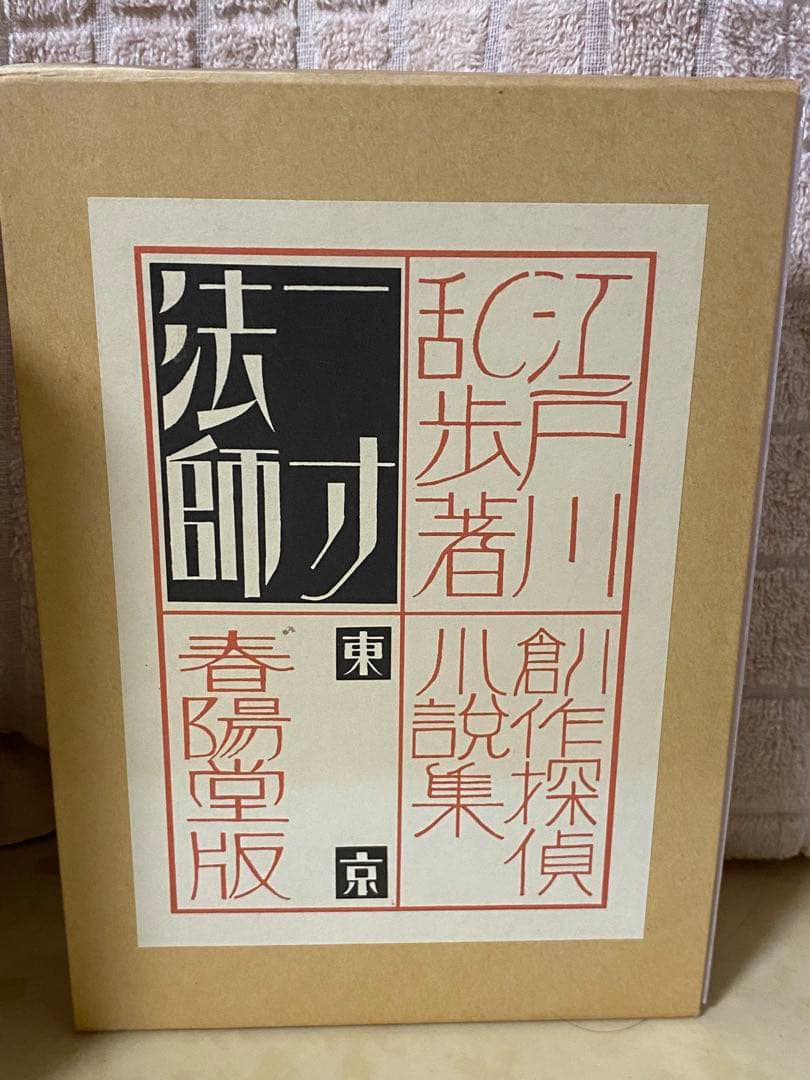 江戸川
乱歩著
創作探偵
小説集
一寸
法師
東京
春陽堂版